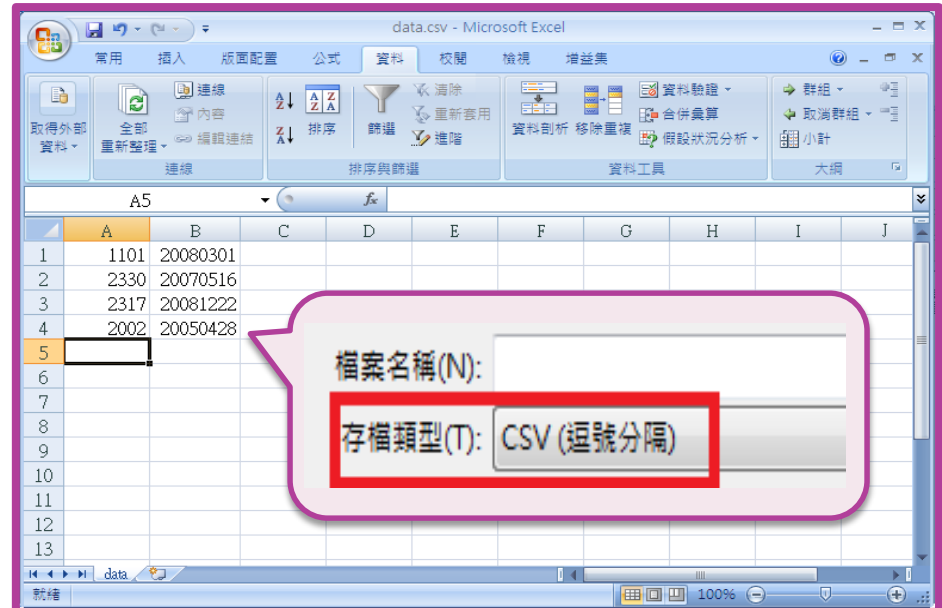 data.csv - Microsoft Excel
常用 插入 版面配置 公式 資料 校閱 檢視 增益集
取得外部資料
全部重新整理
連線
內容
編輯連結
連線
排序
篩選
清除
重新套用
進階
排序與篩選
資料剖析
移除重複
資料驗證
合併彙算
假設狀況分析
資料工具
群組
取消群組
小計
大綱
A5 fx
A B C D E F G H I J
1 1101 20080301
2 2330 20070516
3 2317 20081222
4 2002 20050428
5
6
7
8
9
10
11
12
13
檔案名稱(N):
存檔類型(T): CSV (逗號分隔)
data
就緒 100%